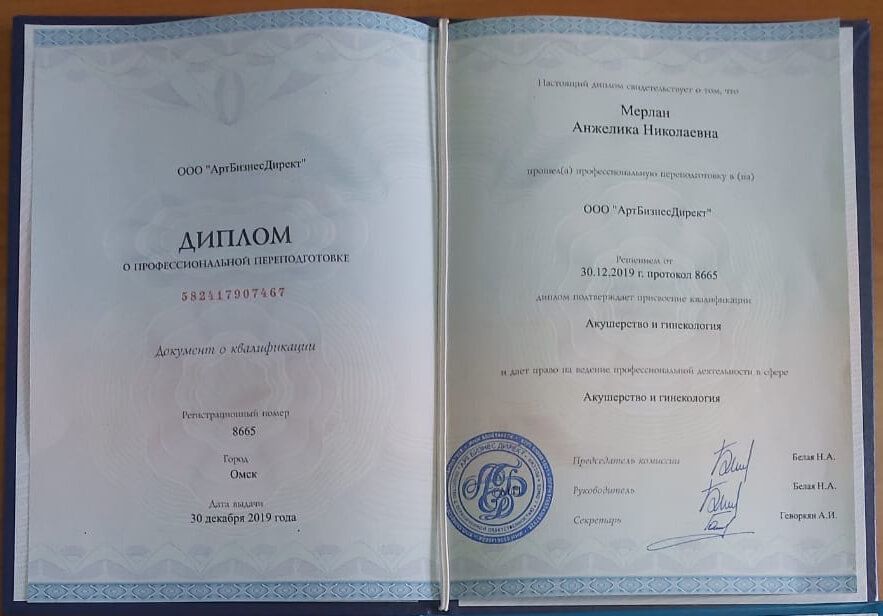 ООО "АртБизнесДирект"
ДИПЛОМ
О ПРОФЕССИОНАЛЬНОЙ ПЕРЕПОДГОТОВКЕ
582417907467
Документ о квалификации
Регистрационный номер
8665
Город
Омск
Дата выдачи
30 декабря 2019 года
Настоящий диплом свидетельствует о том, что
Мерлан
Анжелика Николаевна
прошел(а) профессиональную переподготовку в (на)
ООО "АртБизнесДирект"
Решением от
30.12.2019 г. протокол 8665
диплом подтверждает присвоение квалификации
Акушерство и гинекология
и дает право на ведение профессиональной деятельности в сфере
Акушерство и гинекология
Председатель комиссии Белая Н.А.
Руководитель Белая Н.А.
Секретарь Геворкян А.И.
АРТ БИЗНЕС ДИРЕКТ
М.П.